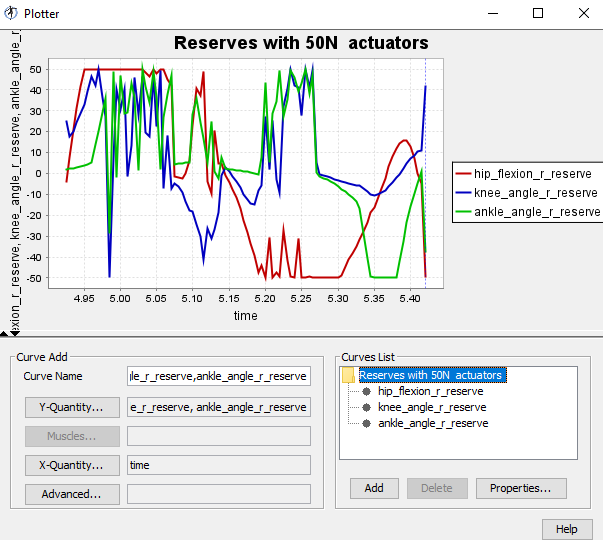 Plotter
Reserves with 50N  actuators
exion_r_reserve, knee_angle_r_reserve, ankle_angle_r
50
40
30
20
10
0
-10
-20
-30
-40
-50
4.95 5.00 5.05 5.10 5.15 5.20 5.25 5.30 5.35 5.40
time
hip_flexion_r_reserve
knee_angle_r_reserve
ankle_angle_r_reserve
Curve Add
Curve Name
gle_r_reserve,ankle_angle_r_reserve
Y-Quantity...
e_r_reserve, ankle_angle_r_reserve
Muscles...
X-Quantity...
time
Advanced...
Curves List
Reserves with 50N  actuators
hip_flexion_r_reserve
knee_angle_r_reserve
ankle_angle_r_reserve
Add
Delete
Properties...
Help